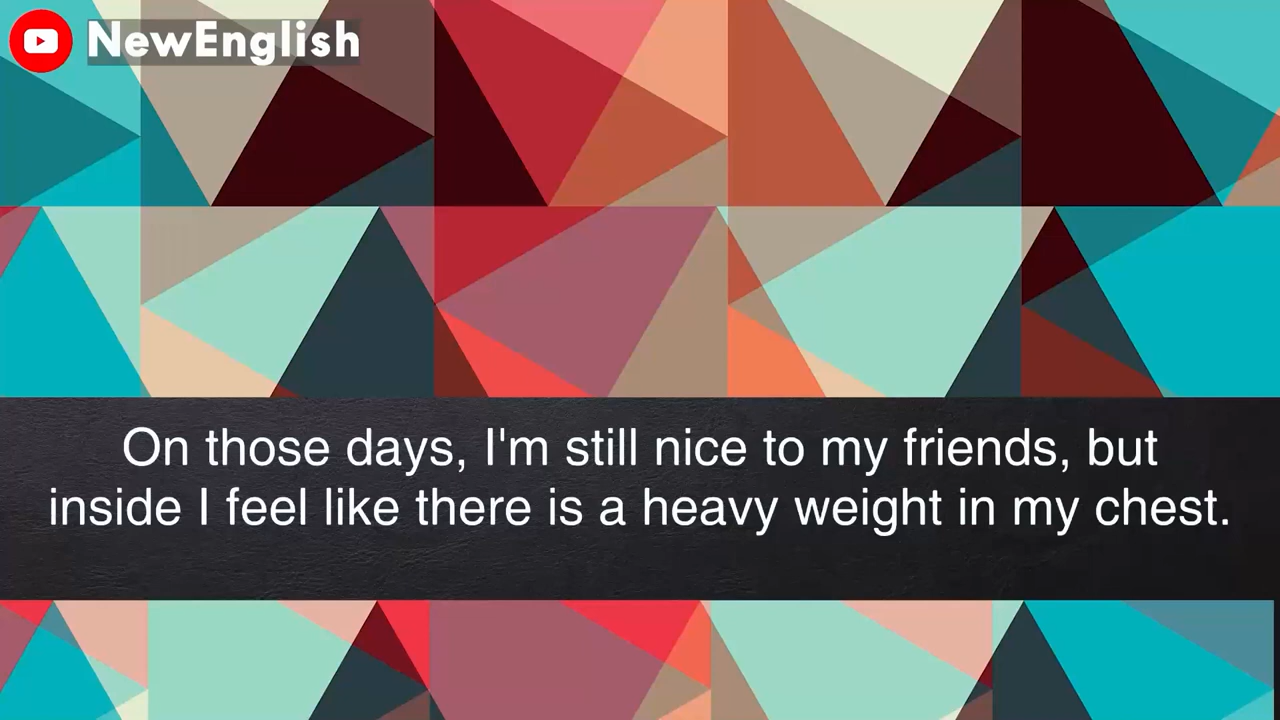 NewEnglish
On those days, I'm still nice to my friends, but
inside I feel like there is a heavy weight in my chest.